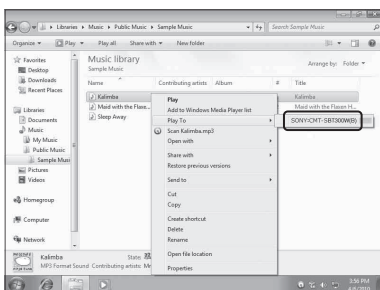 Libraries ▸ Music ▸ Public Music ▸ Sample Music
Search Sample Music
Organize Play Play all Share with New folder
Favorites
Desktop
Downloads
Recent Places
Libraries
Documents
Music
My Music
Public Music
Sample Musi
Pictures
Videos
Homegroup
Computer
Network
Music library
Sample Music
Arrange by: Folder
Name Contributing artists Album # Title
Kalimba Kalimba
Maid with the Flaxe... Maid with the Flaxen H...
Sleep Away
Play
Add to Windows Media Player list
Play To
SONY:CMT-SBT300W(B)
Scan Kalimba.mp3
Open with
Share with
Restore previous versions
Send to
Cut
Copy
Create shortcut
Delete
Rename
Open file location
Properties
Kalimba State:
MP3 Format Sound Contributing artists: Mr
2:56 PM